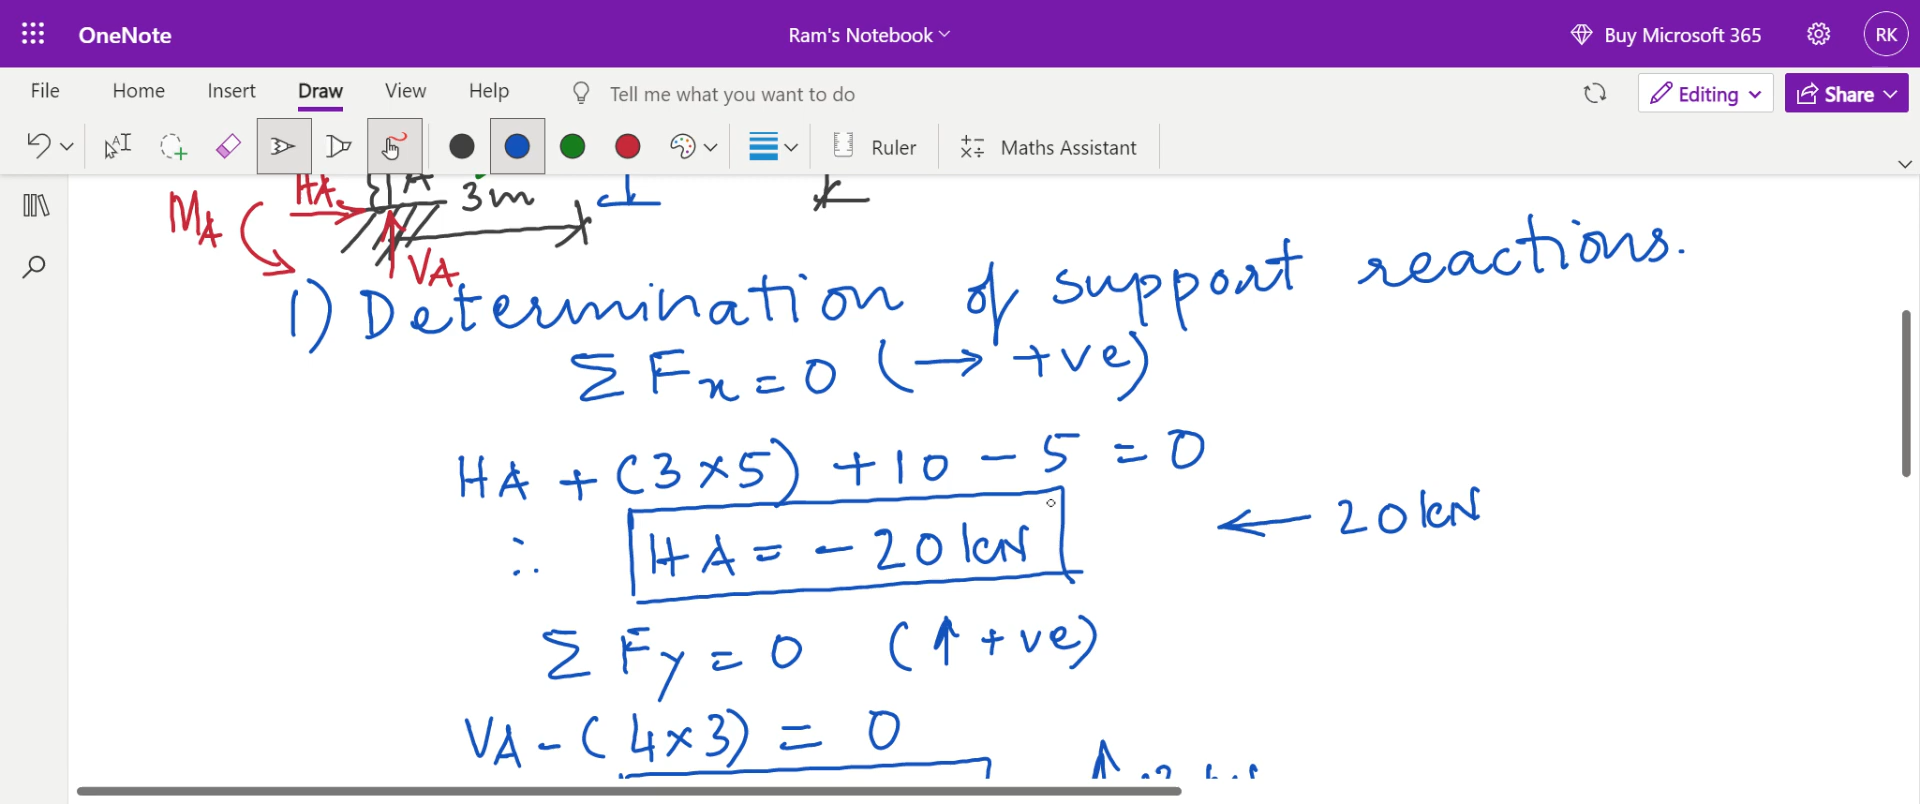 OneNote
Ram's Notebook
Buy Microsoft 365
RK
File Home Insert Draw View Help Tell me what you want to do
Editing
Share
Ruler
Maths Assistant
HA A 3m
MA
VA
1) Determination of support reactions.
Σ Fx = 0 (→ +ve)
HA + (3×5) + 10 - 5 = 0
∴ HA = - 20 kN ← 20 kN
Σ Fy = 0 (↑ +ve)
VA - (4×3) = 0